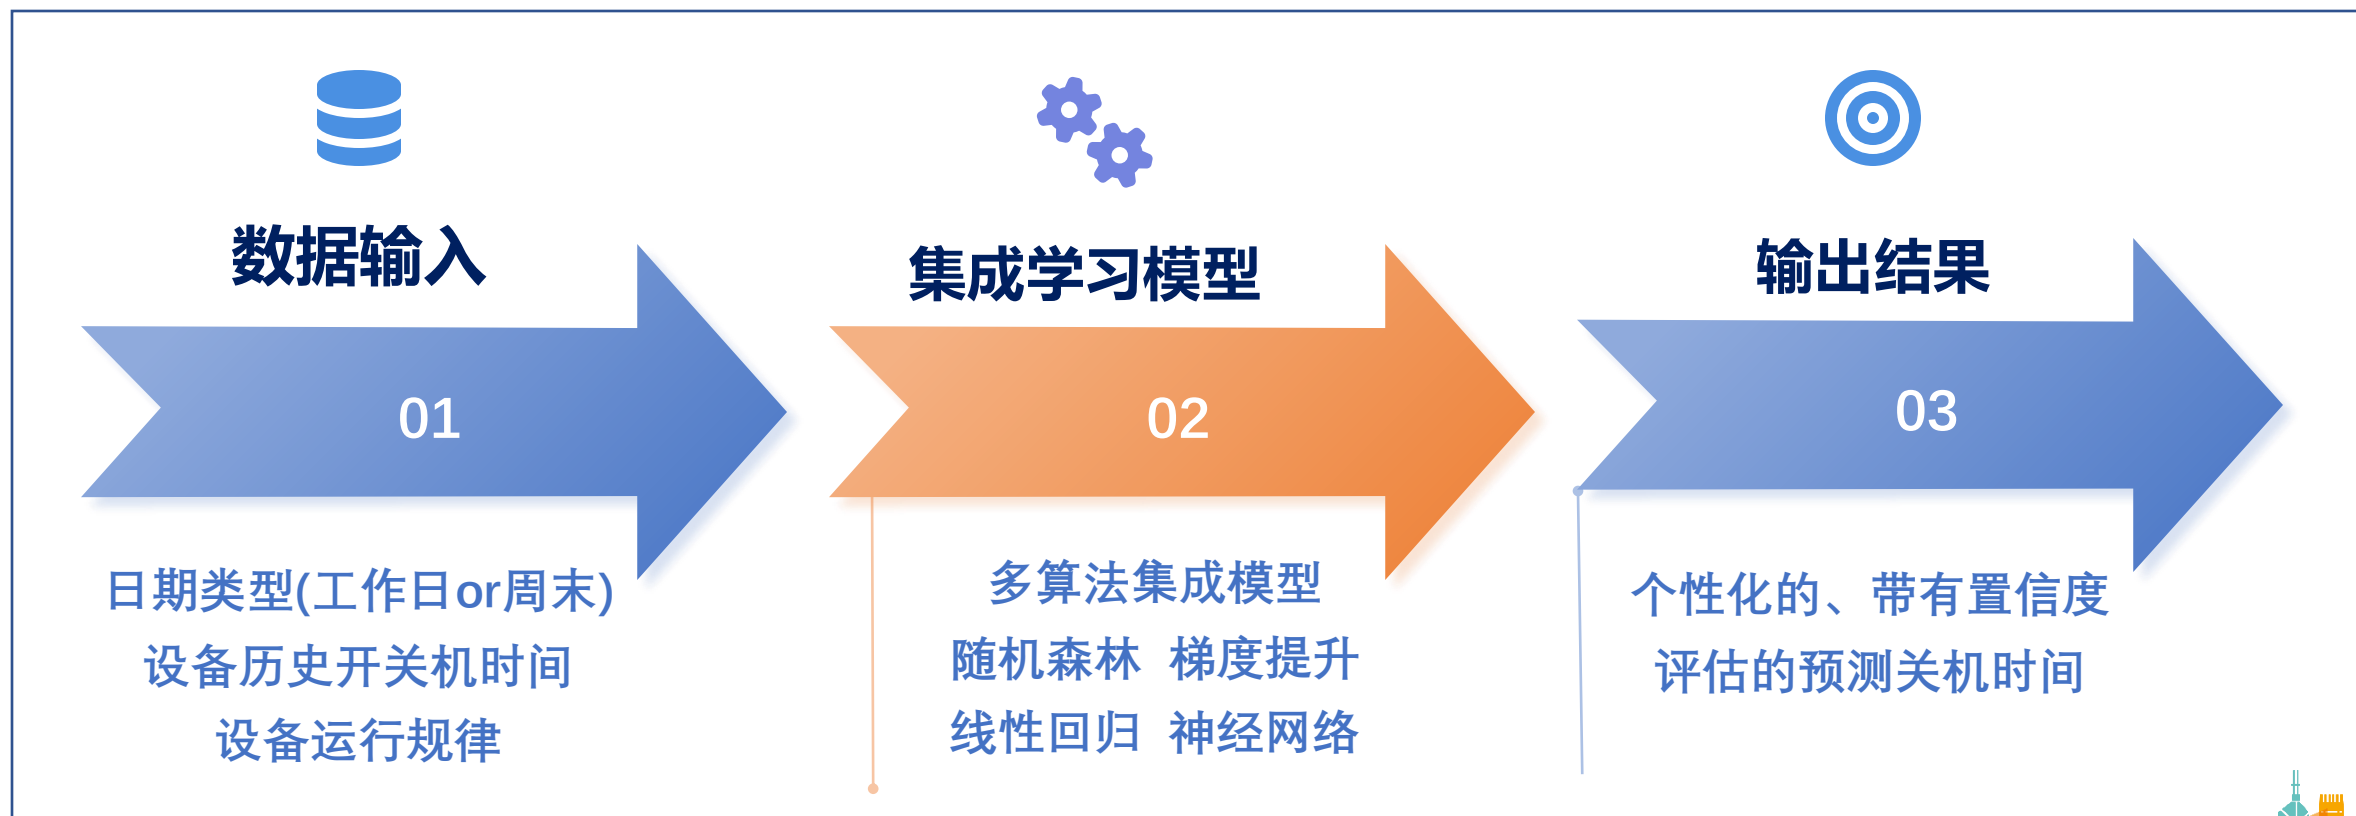 数据输入
01
日期类型(工作日or周末)
设备历史开关机时间
设备运行规律
集成学习模型
02
多算法集成模型
随机森林 梯度提升
线性回归 神经网络
输出结果
03
个性化的、带有置信度
评估的预测关机时间